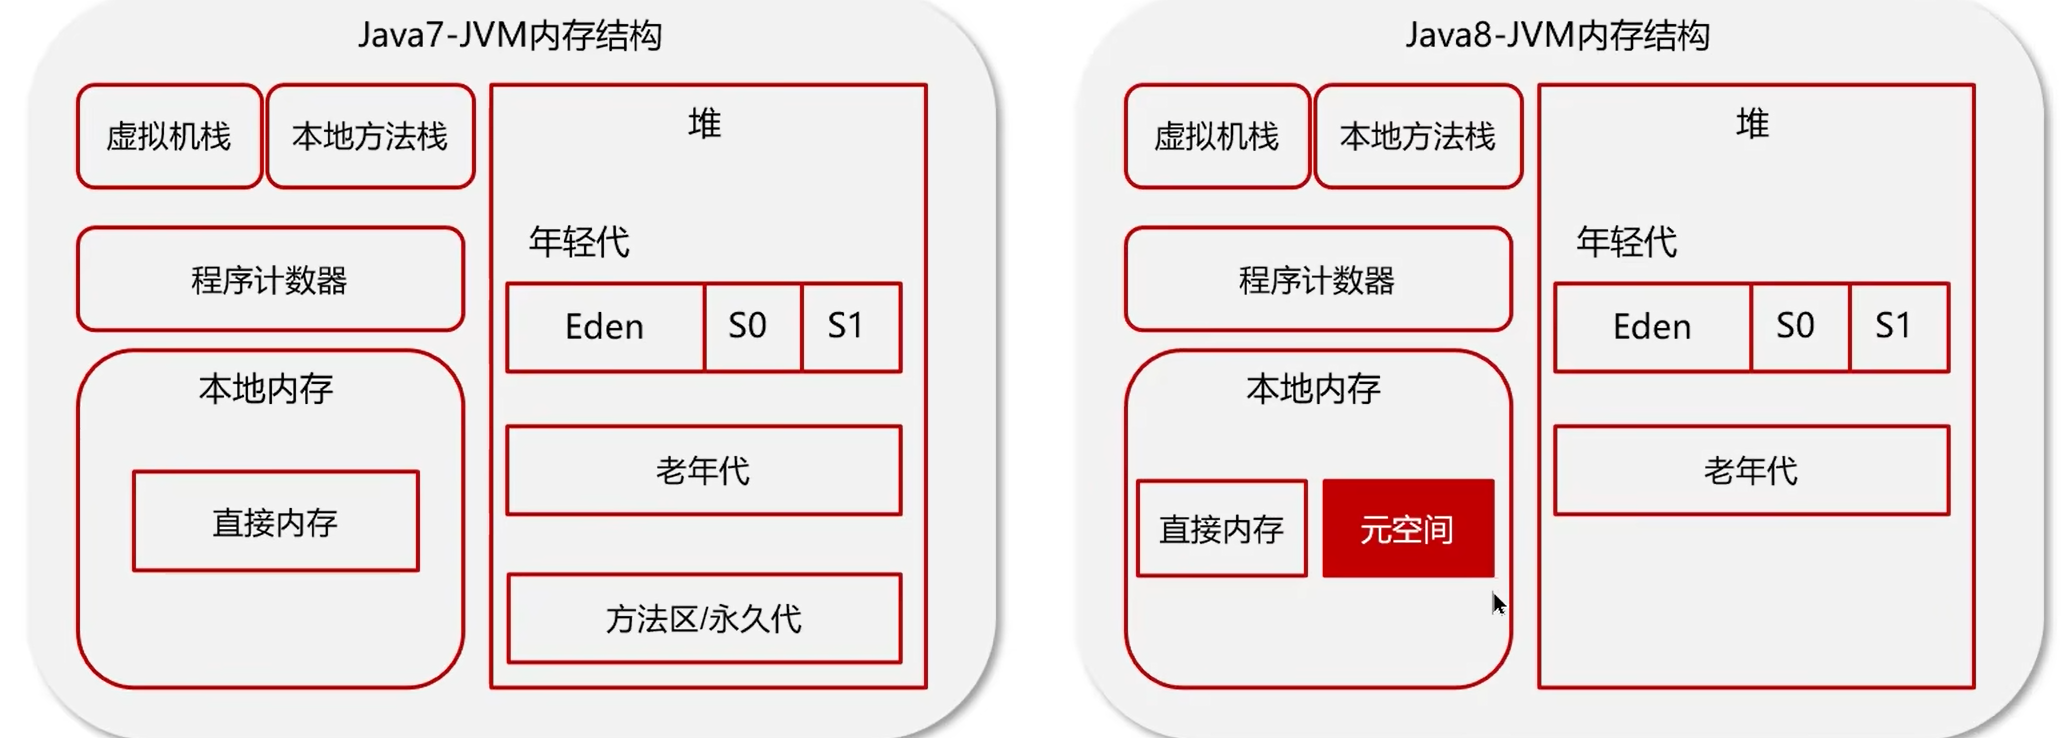 Java7-JVM内存结构
虚拟机栈
本地方法栈
堆
程序计数器
年轻代
Eden
S0
S1
本地内存
直接内存
老年代
方法区/永久代
Java8-JVM内存结构
虚拟机栈
本地方法栈
堆
程序计数器
年轻代
Eden
S0
S1
本地内存
直接内存
元空间
老年代